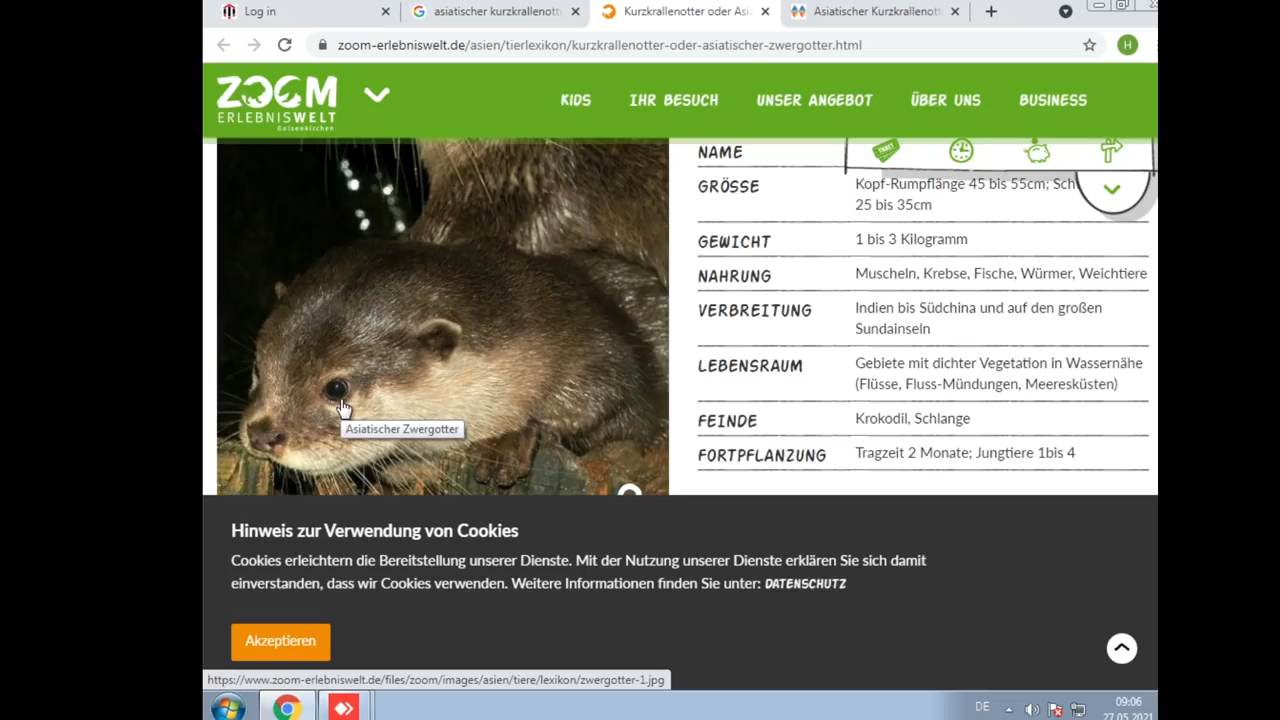 Log in
asiatischer kurzkrallenott
Kurzkrallenotter oder Asi
Asiatischer Kurzkrallenott
zoom-erlebniswelt.de/asien/tierlexikon/kurzkrallenotter-oder-asiatischer-zwergotter.html
H
ZOOM
ERLEBNISWELT
Gelsenkirchen
KIDS
IHR BESUCH
UNSER ANGEBOT
ÜBER UNS
BUSINESS
TICKET
NAME
GRÖSSE
Kopf-Rumpflänge 45 bis 55cm; Sch
25 bis 35cm
GEWICHT
1 bis 3 Kilogramm
NAHRUNG
Muscheln, Krebse, Fische, Würmer, Weichtiere
VERBREITUNG
Indien bis Südchina und auf den großen
Sundainseln
LEBENSRAUM
Gebiete mit dichter Vegetation in Wassernähe
(Flüsse, Fluss-Mündungen, Meeresküsten)
FEINDE
Krokodil, Schlange
FORTPFLANZUNG
Tragzeit 2 Monate; Jungtiere 1bis 4
Asiatischer Zwergotter
Hinweis zur Verwendung von Cookies
Cookies erleichtern die Bereitstellung unserer Dienste. Mit der Nutzung unserer Dienste erklären Sie sich damit
einverstanden, dass wir Cookies verwenden. Weitere Informationen finden Sie unter: DATENSCHUTZ
Akzeptieren
https://www.zoom-erlebniswelt.de/files/zoom/images/asien/tiere/lexikon/zwergotter-1.jpg
DE
09:06
27.05.2021